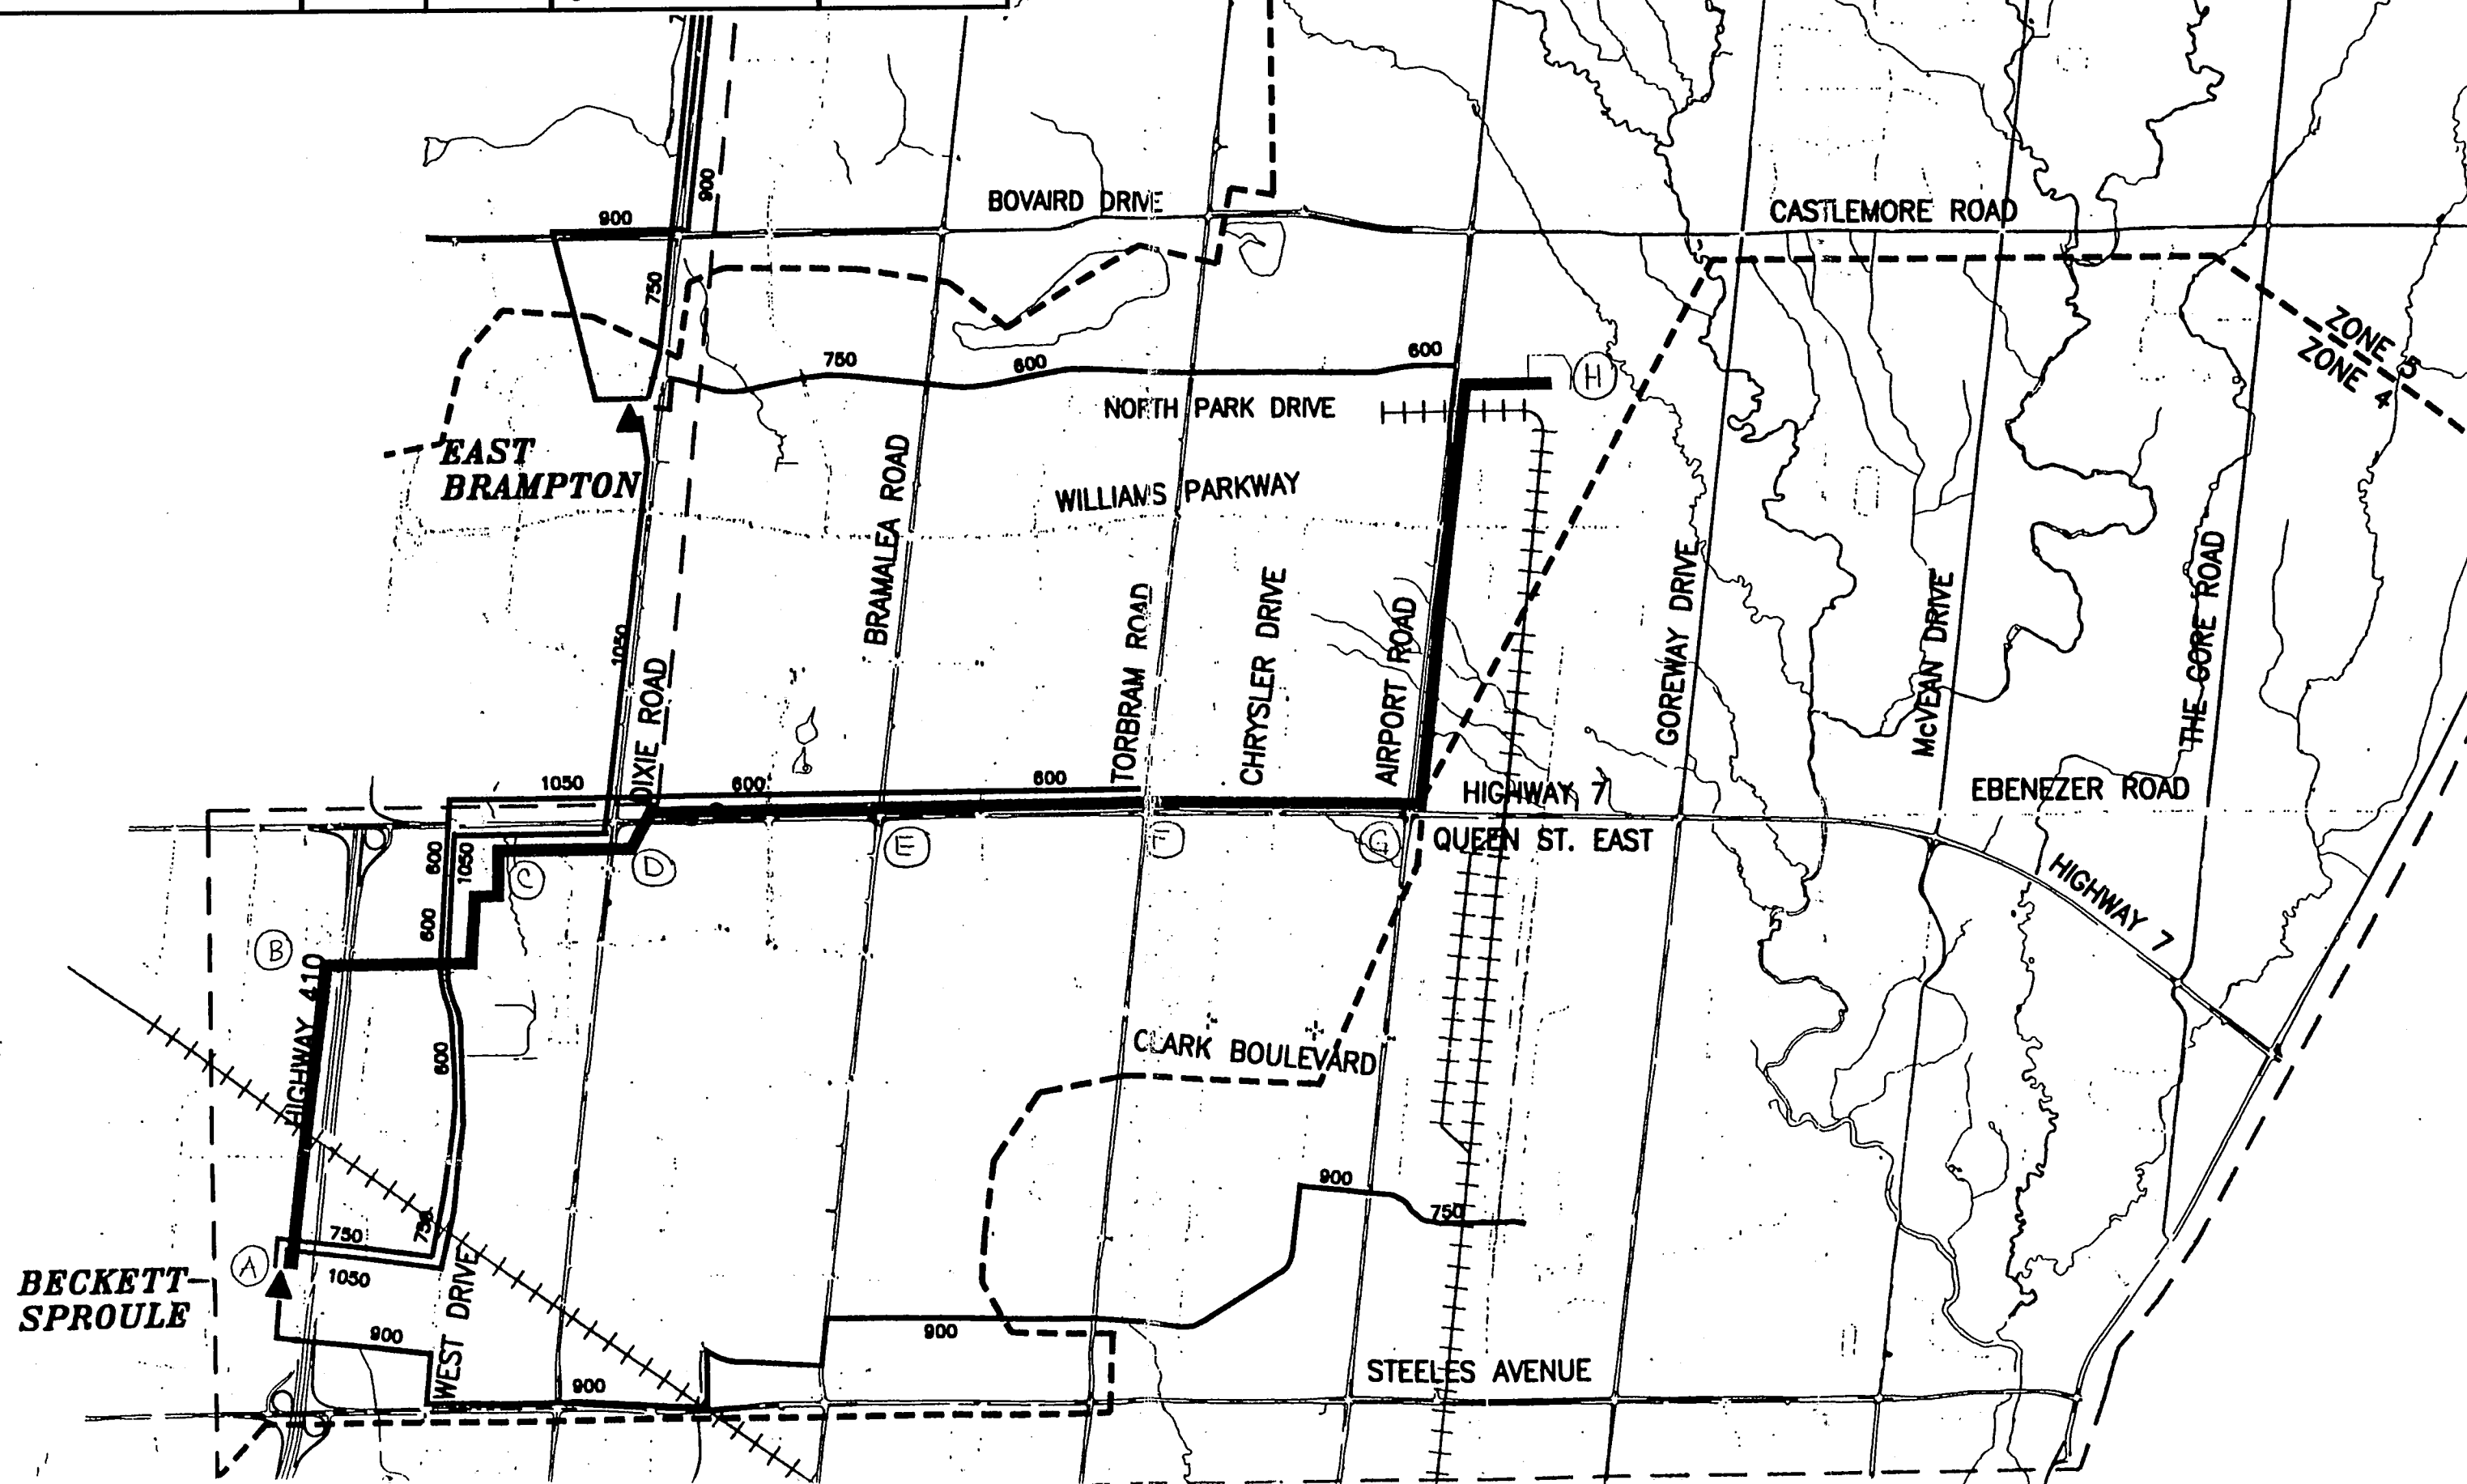 900
BOVAIRD DRIVE
CASTLEMORE ROAD
900
750
ZONE 5
ZONE 4
750
600
600
H
NORTH PARK DRIVE
EAST
BRAMPTON
WILLIAMS PARKWAY
BRAMALEA ROAD
1050
DIXIE ROAD
TORBRAM ROAD
CHRYSLER DRIVE
AIRPORT ROAD
GOREWAY DRIVE
McVEAN DRIVE
THE GORE ROAD
1050
600
600
HIGHWAY 7
EBENEZER ROAD
QUEEN ST. EAST
600
1050
C
D
E
F
G
HIGHWAY 7
600
B
HIGHWAY 410
600
CLARK BOULEVARD
900
750
750
750
A
1050
BECKETT-
SPROULE
WEST DRIVE
900
900
900
STEELES AVENUE